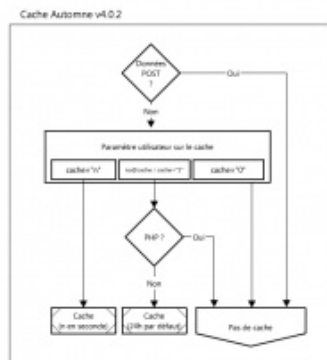 Cache Automne v4.0.2
Données
POST
?
Oui
Non
Paramètre utilisateur sur le cache
cache="n"
cache="0"
PHP ?
Oui
Non
Cache
(n en seconde)
Cache
(24h par défaut)
Pas de cache